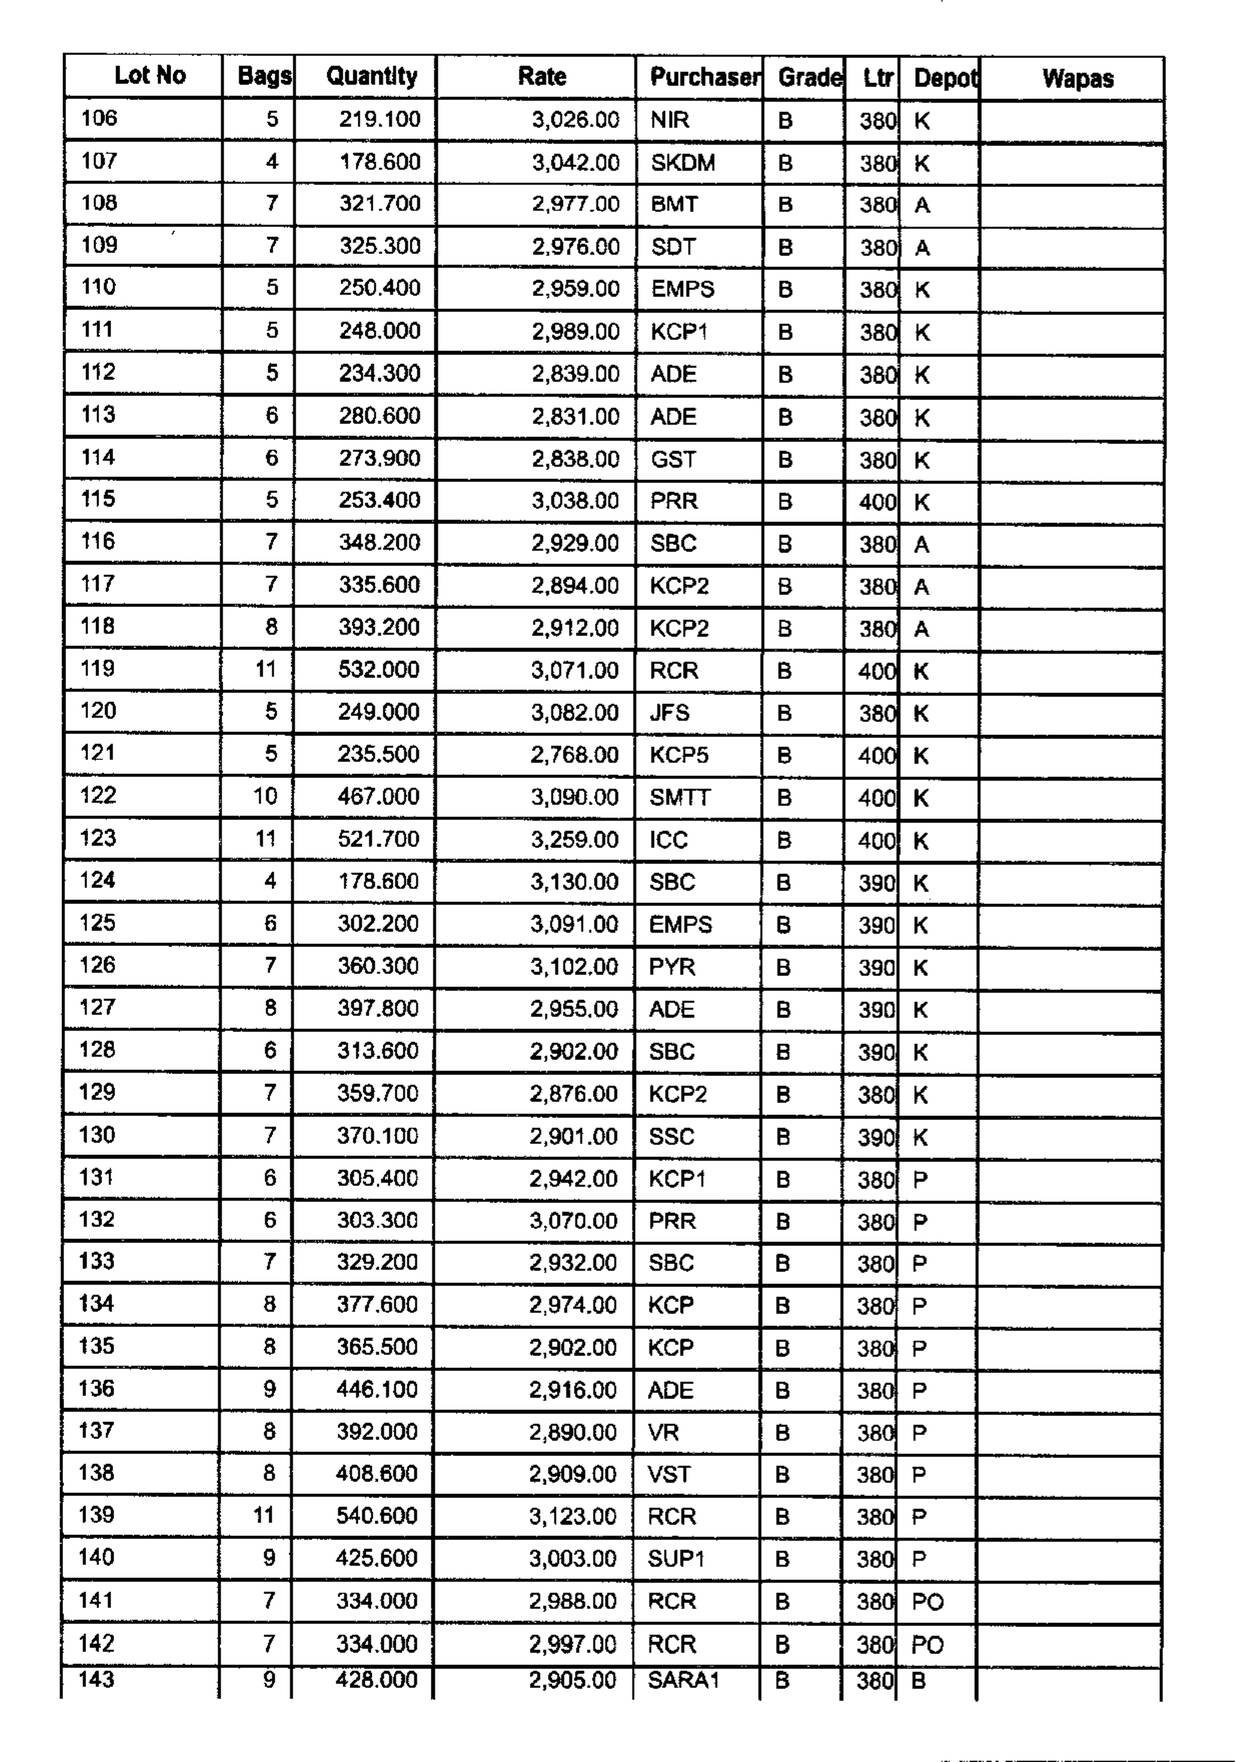 Lot No Bags Quantity Rate Purchaser Grade Ltr Depot Wapas
106 5 219.100 3,026.00 NIR B 380 K
107 4 178.600 3,042.00 SKDM B 380 K
108 7 321.700 2,977.00 BMT B 380 A
109 7 325.300 2,976.00 SDT B 380 A
110 5 250.400 2,959.00 EMPS B 380 K
111 5 248.000 2,989.00 KCP1 B 380 K
112 5 234.300 2,839.00 ADE B 380 K
113 6 280.600 2,831.00 ADE B 380 K
114 6 273.900 2,838.00 GST B 380 K
115 5 253.400 3,038.00 PRR B 400 K
116 7 348.200 2,929.00 SBC B 380 A
117 7 335.600 2,894.00 KCP2 B 380 A
118 8 393.200 2,912.00 KCP2 B 380 A
119 11 532.000 3,071.00 RCR B 400 K
120 5 249.000 3,082.00 JFS B 380 K
121 5 235.500 2,768.00 KCP5 B 400 K
122 10 467.000 3,090.00 SMTT B 400 K
123 11 521.700 3,259.00 ICC B 400 K
124 4 178.600 3,130.00 SBC B 390 K
125 6 302.200 3,091.00 EMPS B 390 K
126 7 360.300 3,102.00 PYR B 390 K
127 8 397.800 2,955.00 ADE B 390 K
128 6 313.600 2,902.00 SBC B 390 K
129 7 359.700 2,876.00 KCP2 B 380 K
130 7 370.100 2,901.00 SSC B 390 K
131 6 305.400 2,942.00 KCP1 B 380 P
132 6 303.300 3,070.00 PRR B 380 P
133 7 329.200 2,932.00 SBC B 380 P
134 8 377.600 2,974.00 KCP B 380 P
135 8 365.500 2,902.00 KCP B 380 P
136 9 446.100 2,916.00 ADE B 380 P
137 8 392.000 2,890.00 VR B 380 P
138 8 408.600 2,909.00 VST B 380 P
139 11 540.600 3,123.00 RCR B 380 P
140 9 425.600 3,003.00 SUP1 B 380 P
141 7 334.000 2,988.00 RCR B 380 PO
142 7 334.000 2,997.00 RCR B 380 PO
143 9 428.000 2,905.00 SARA1 B 380 B